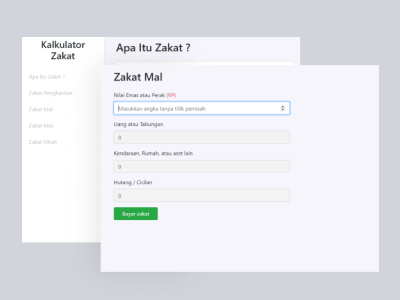 Kalkulator
Zakat
Apa Itu Zakat ?
Zakat Penghasilan
Zakat Mal
Zakat Mas
Zakat Fitrah
Apa Itu Zakat ?
Zakat Mal
Nilai Emas atau Perak (RP)
Masukkan angka tanpa titik pemisah
Uang atau Tabungan
0
Kendaraan, Rumah, atau aset lain
0
Hutang / Cicilan
0
Bayar zakat